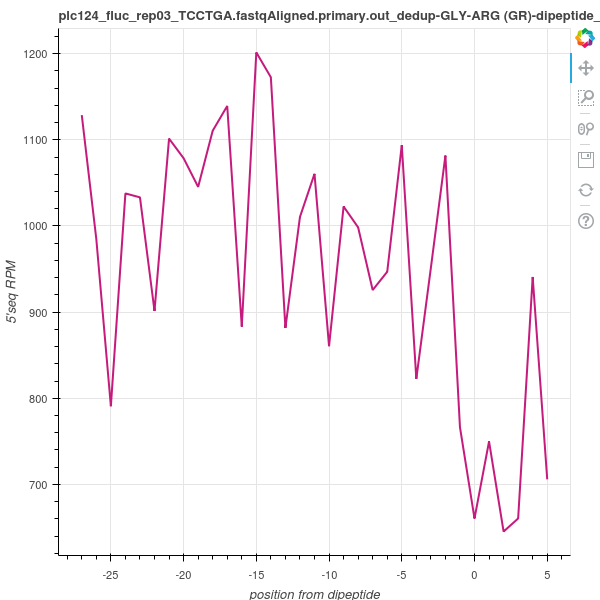 plc124_fluc_rep03_TCCTGA.fastqAligned.primary.out_dedup-GLY-ARG (GR)-dipeptide_
1200
1100
1000
900
800
700
5'seq RPM
-25 -20 -15 -10 -5 0 5
position from dipeptide